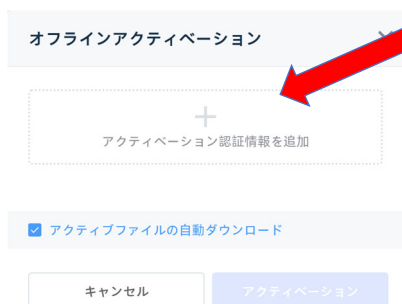 オフラインアクティベーション
アクティベーション認証情報を追加
アクティブファイルの自動ダウンロード
キャンセル
アクティベーション